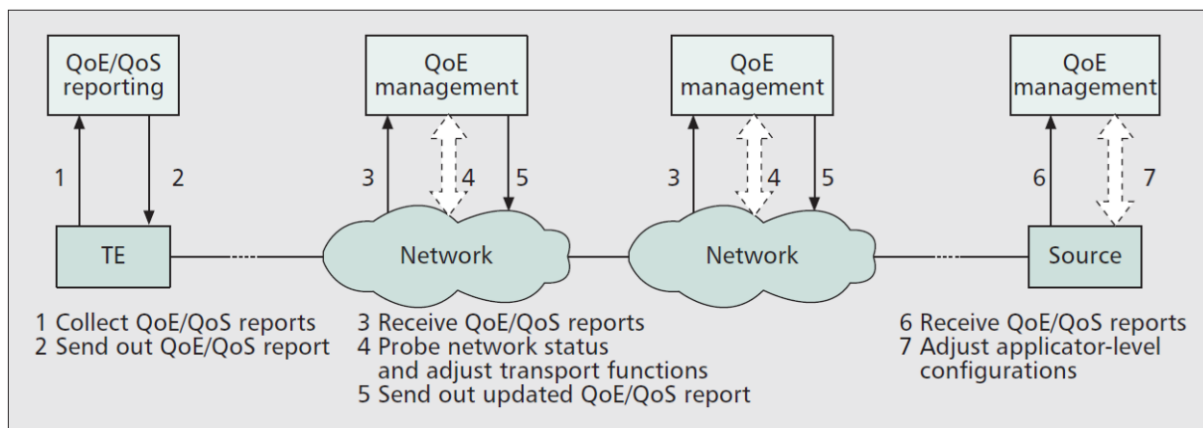 QoE/QoS
reporting
QoE
management
QoE
management
QoE
management
1
2
3
4
5
3
4
5
6
7
TE
Network
Network
Source
1 Collect QoE/QoS reports
2 Send out QoE/QoS report
3 Receive QoE/QoS reports
4 Probe network status
and adjust transport functions
5 Send out updated QoE/QoS report
6 Receive QoE/QoS reports
7 Adjust applicator-level
configurations